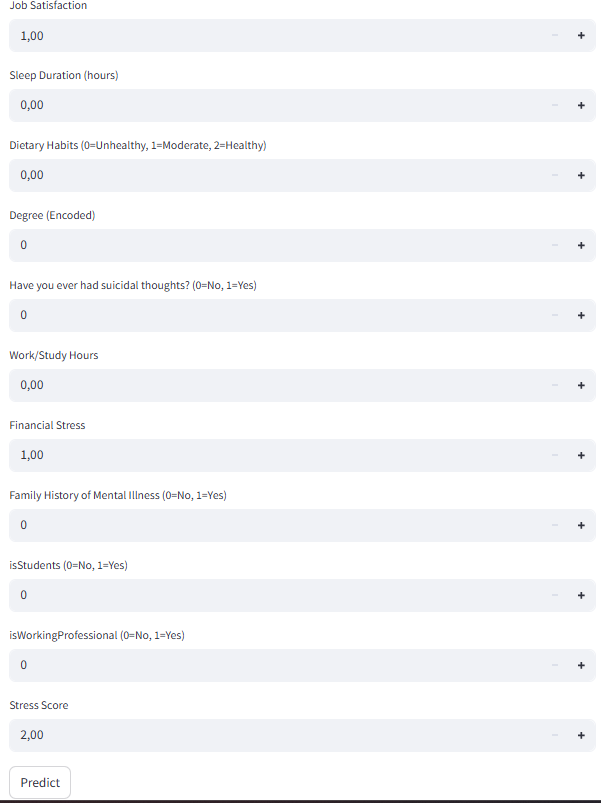 Job Satisfaction
1,00
Sleep Duration (hours)
0,00
Dietary Habits (0=Unhealthy, 1=Moderate, 2=Healthy)
0,00
Degree (Encoded)
0
Have you ever had suicidal thoughts? (0=No, 1=Yes)
0
Work/Study Hours
0,00
Financial Stress
1,00
Family History of Mental Illness (0=No, 1=Yes)
0
isStudents (0=No, 1=Yes)
0
isWorkingProfessional (0=No, 1=Yes)
0
Stress Score
2,00
Predict